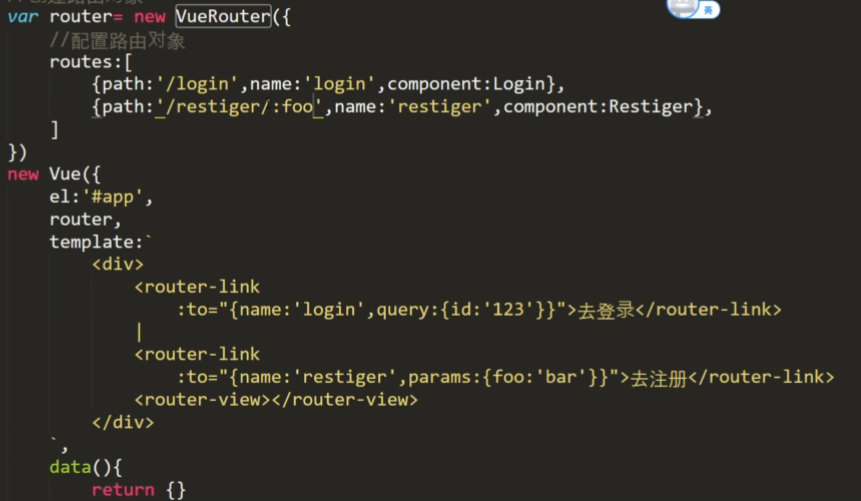 var router= new VueRouter({
英
//配置路由对象
routes:[
{path:'/login',name:'login',component:Login},
{path:'/restiger/:foo',name:'restiger',component:Restiger},
]
})
new Vue({
el:'#app',
router,
template:`
<div>
<router-link
:to="{name:'login',query:{id:'123'}}">去登录</router-link>
|
<router-link
:to="{name:'restiger',params:{foo:'bar'}}">去注册</router-link>
<router-view></router-view>
</div>
`,
data(){
return {}